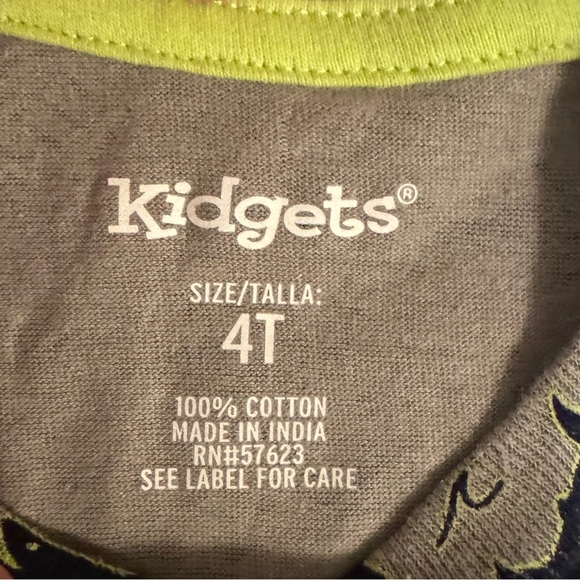 Kidgets®
SIZE/TALLA:
4T
100% COTTON
MADE IN INDIA
RN#57623
SEE LABEL FOR CARE